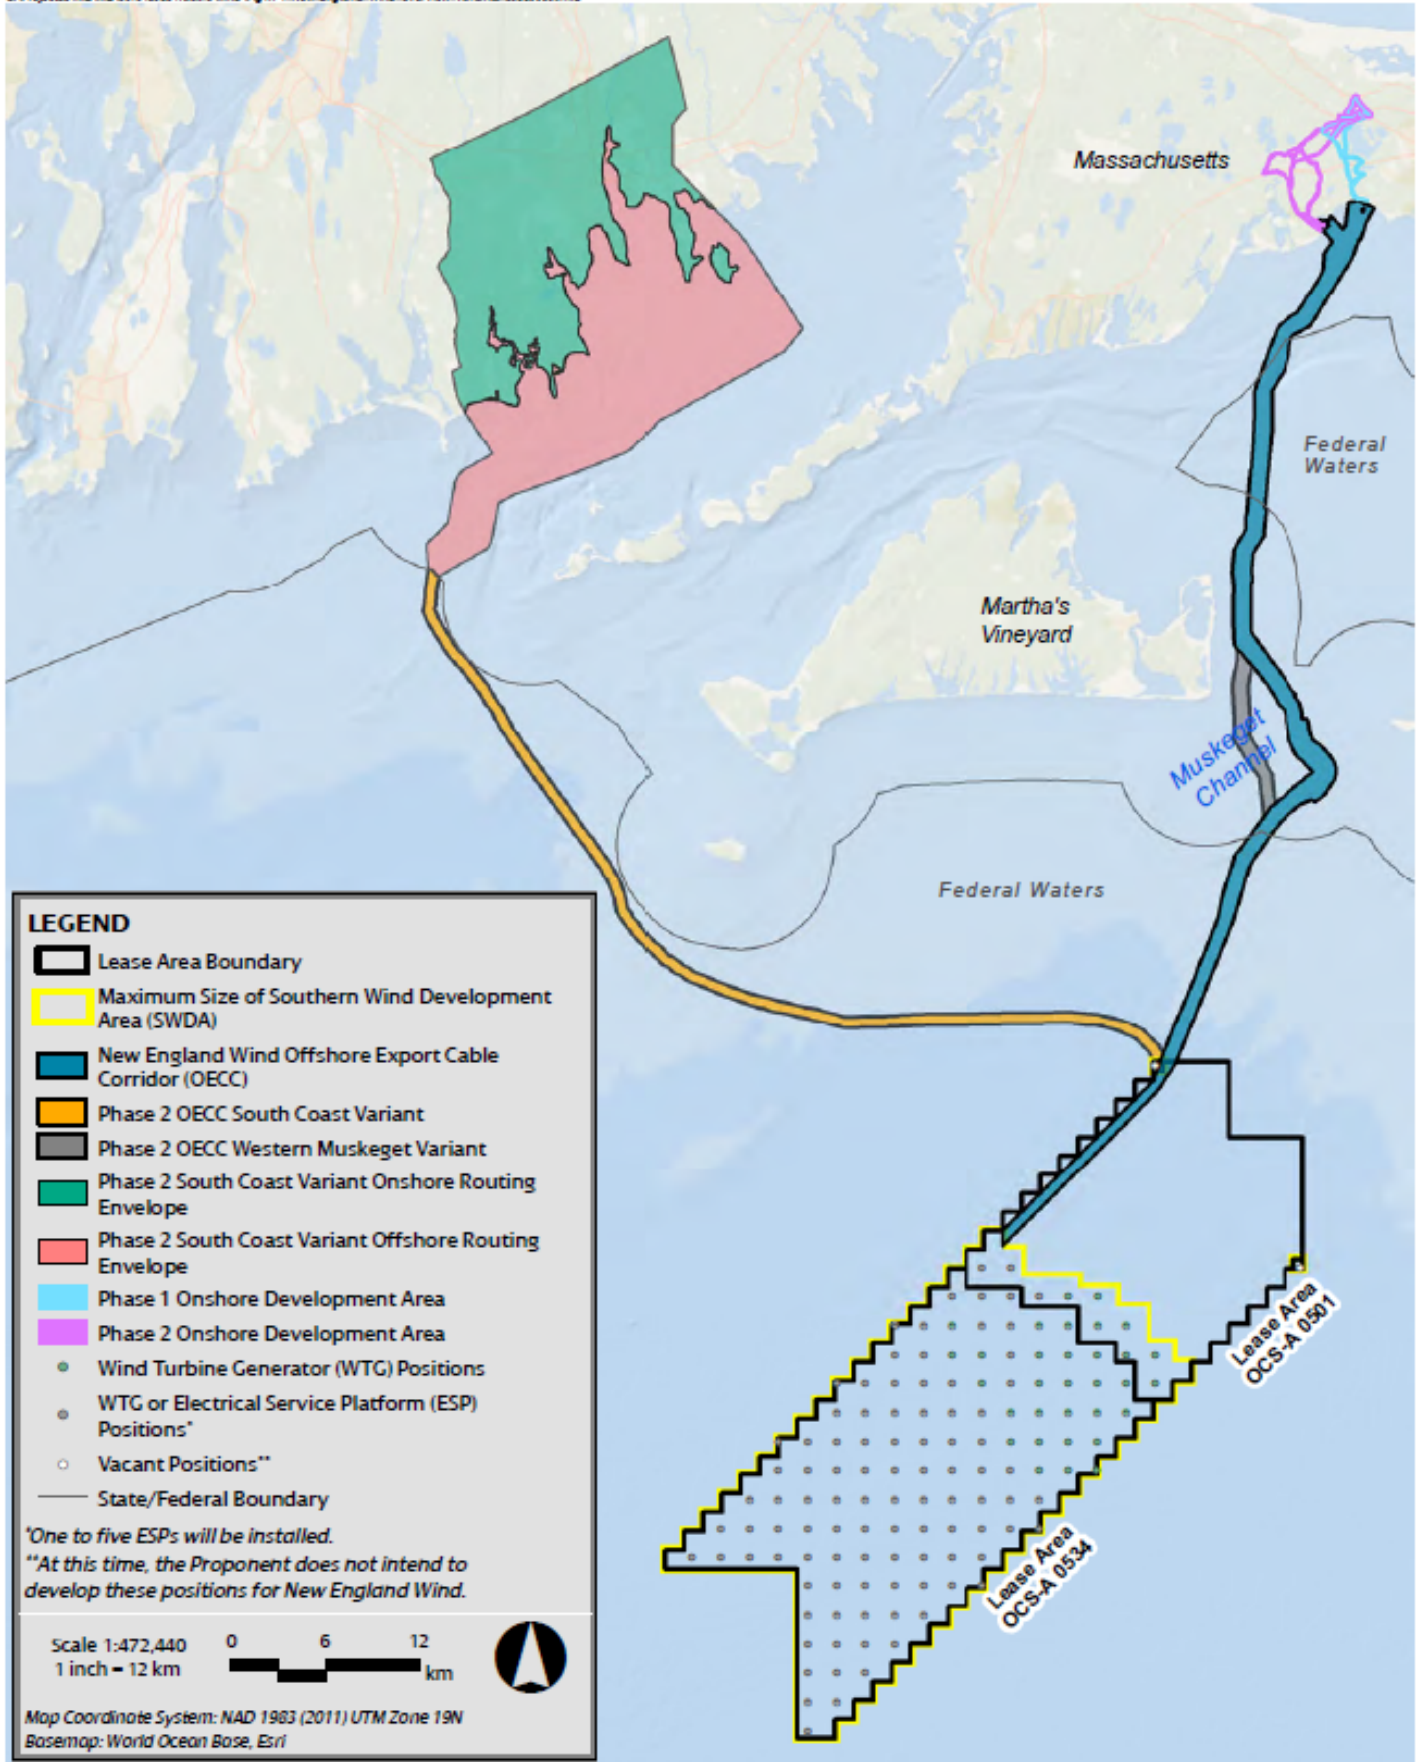 Massachusetts
Federal
Waters
Martha's
Vineyard
Muskeget
Channel
Federal Waters
LEGEND
Lease Area Boundary
Maximum Size of Southern Wind Development
Area (SWDA)
New England Wind Offshore Export Cable
Corridor (OECC)
Phase 2 OECC South Coast Variant
Phase 2 OECC Western Muskeget Variant
Phase 2 South Coast Variant Onshore Routing
Envelope
Phase 2 South Coast Variant Offshore Routing
Envelope
Phase 1 Onshore Development Area
Phase 2 Onshore Development Area
Wind Turbine Generator (WTG) Positions
WTG or Electrical Service Platform (ESP)
Positions*
Vacant Positions**
State/Federal Boundary
*One to five ESPs will be installed.
**At this time, the Proponent does not intend to
develop these positions for New England Wind.
Scale 1:472,440
1 inch = 12 km
0 6 12
km
Map Coordinate System: NAD 1983 (2011) UTM Zone 19N
Basemap: World Ocean Base, Esri
Lease Area
OCS-A 0501
Lease Area
OCS-A 0534